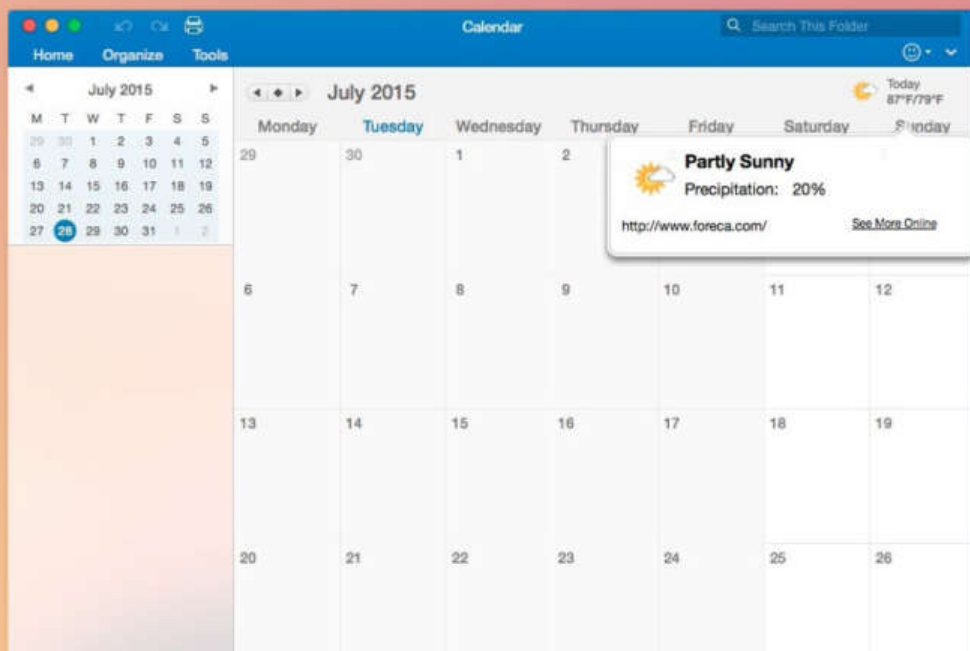 Calendar
Search This Folder
Home Organize Tools
July 2015
M T W T F S S
29 30 1 2 3 4 5
6 7 8 9 10 11 12
13 14 15 16 17 18 19
20 21 22 23 24 25 26
27 28 29 30 31 1 2
July 2015
Today
87°F/79°F
Monday Tuesday Wednesday Thursday Friday Saturday Sunday
29 30 1 2
Partly Sunny
Precipitation: 20%
http://www.foreca.com/ See More Online
6 7 8 9 10 11 12
13 14 15 16 17 18 19
20 21 22 23 24 25 26